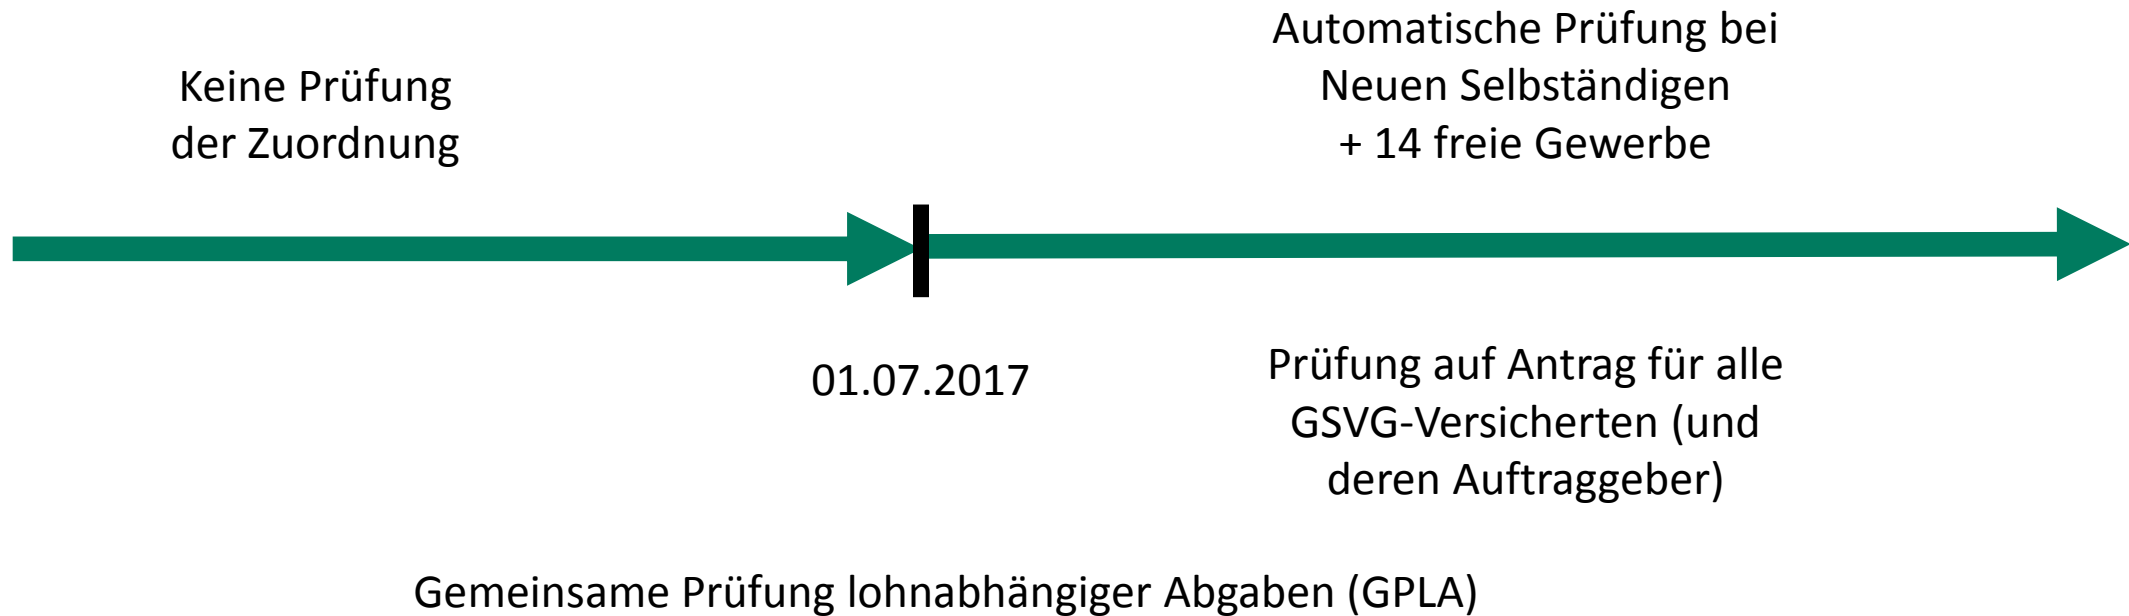 Keine Prüfung
der Zuordnung
Automatische Prüfung bei
Neuen Selbständigen
+ 14 freie Gewerbe
01.07.2017
Prüfung auf Antrag für alle
GSVG-Versicherten (und
deren Auftraggeber)
Gemeinsame Prüfung lohnabhängiger Abgaben (GPLA)